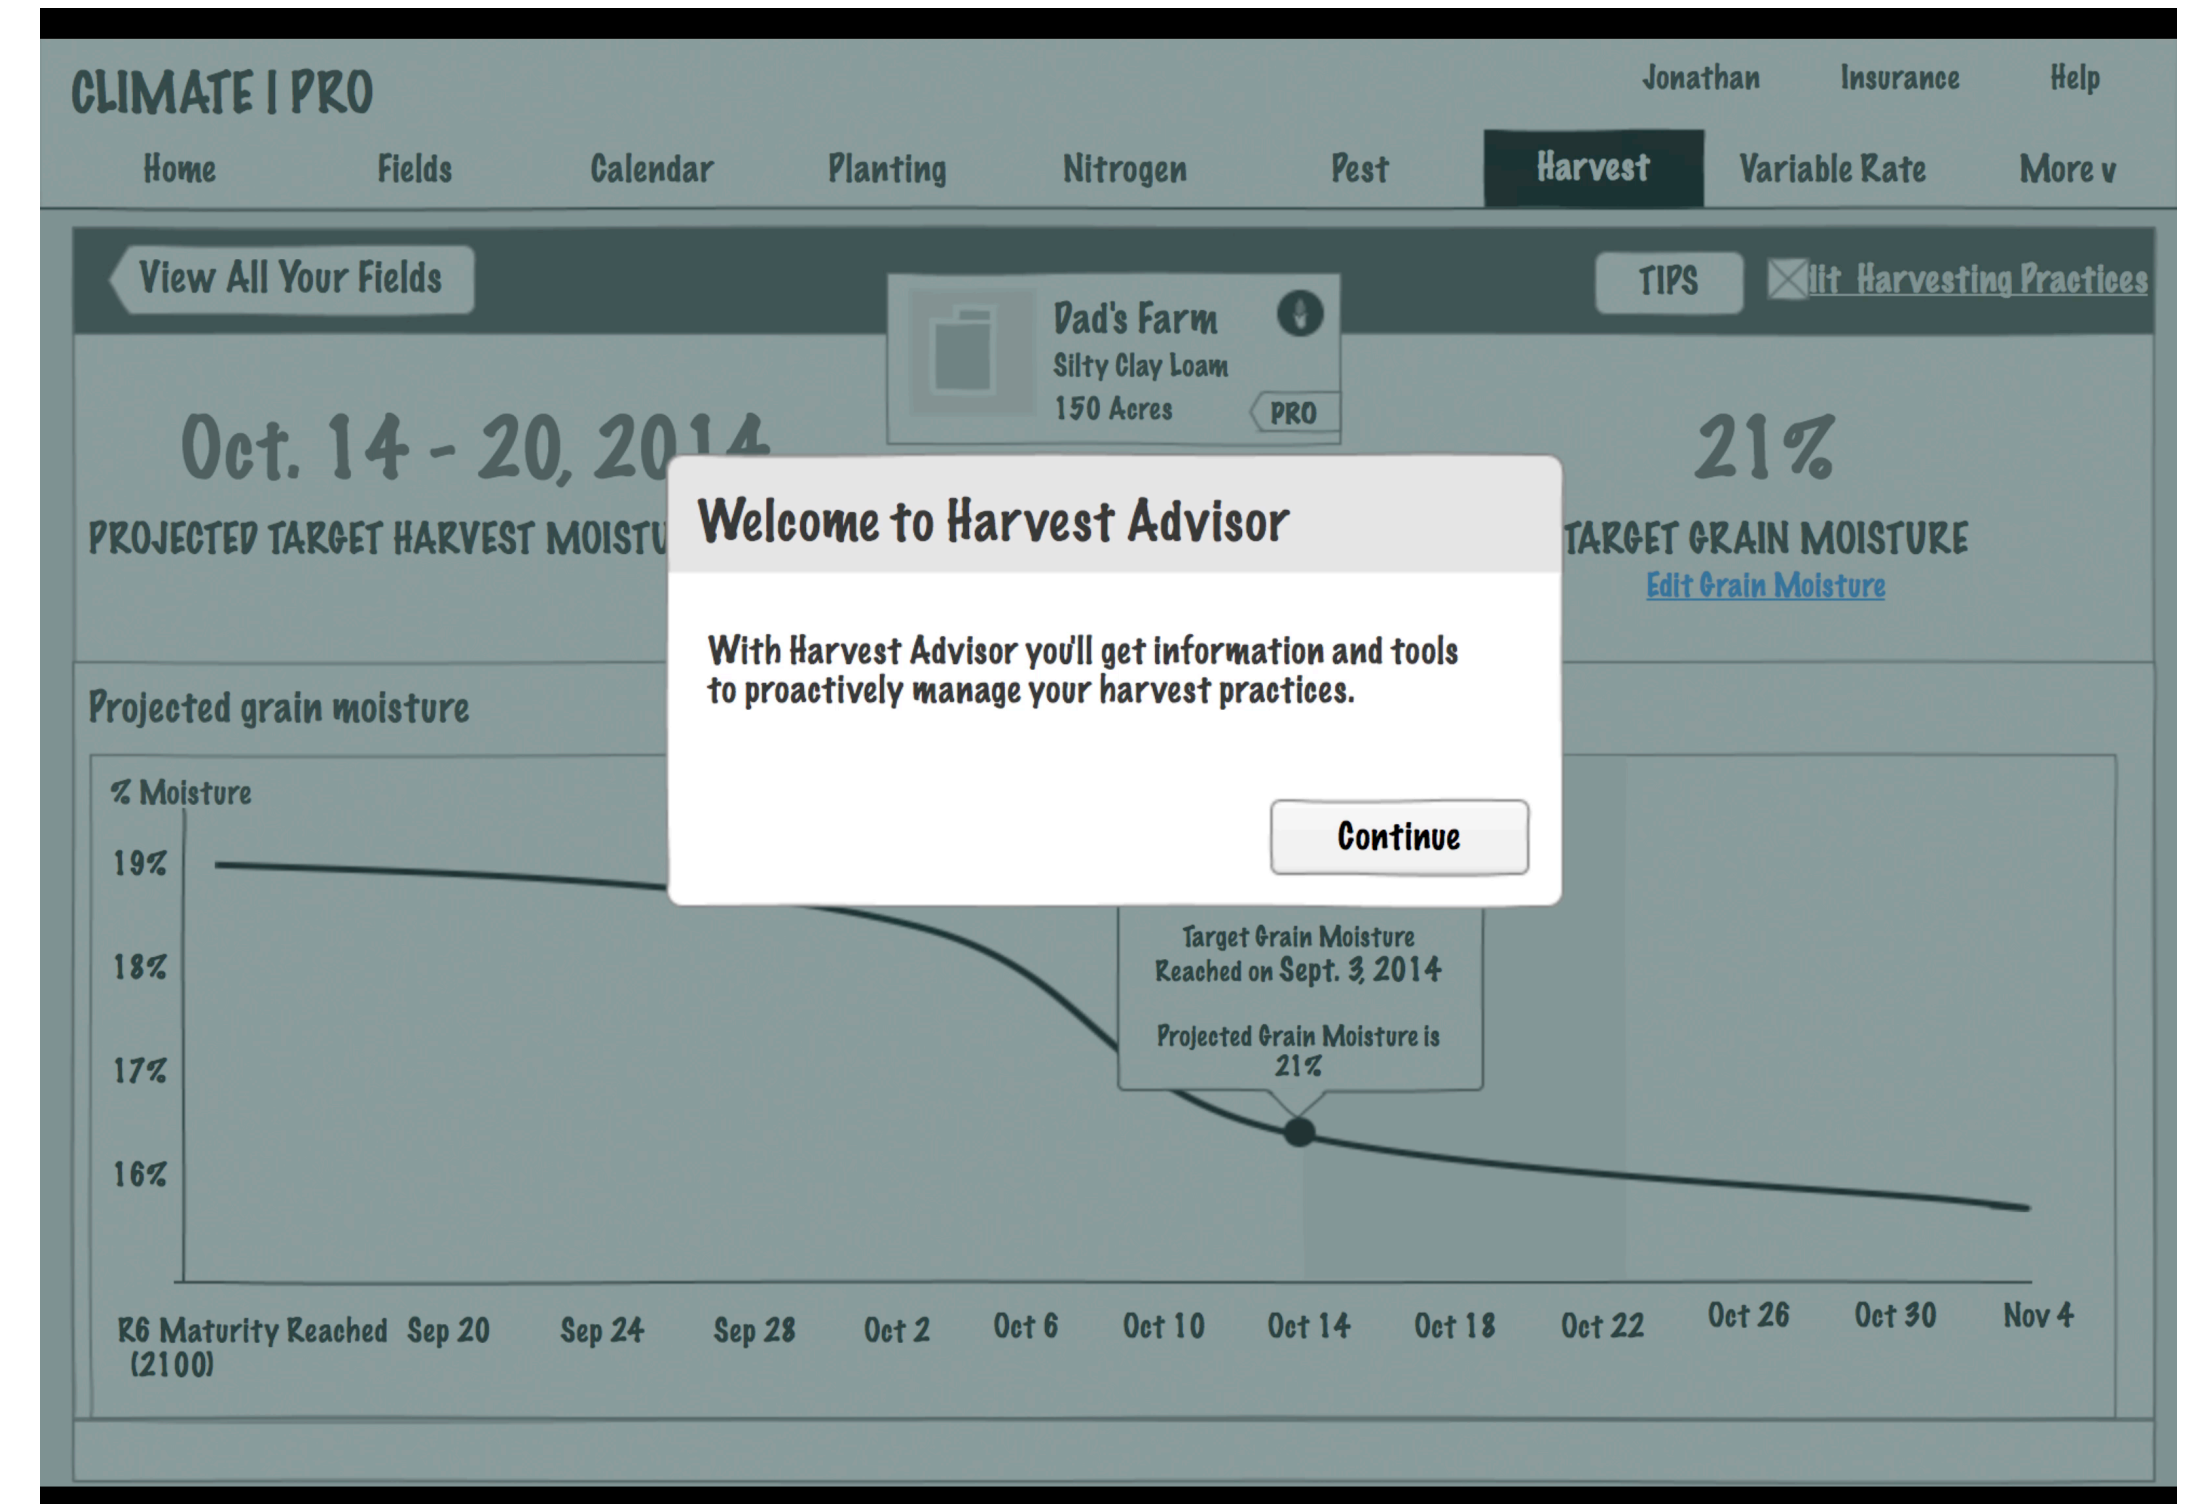 CLIMATE | PRO
Jonathan Insurance Help
Home Fields Calendar Planting Nitrogen Pest Harvest Variable Rate More v
View All Your Fields
TIPS
dit Harvesting Practices
Dad's Farm
Silty Clay Loam
150 Acres
PRO
Oct. 14 - 20, 2014
PROJECTED TARGET HARVEST MOISTU
21%
TARGET GRAIN MOISTURE
Edit Grain Moisture
Welcome to Harvest Advisor
With Harvest Advisor you'll get information and tools
to proactively manage your harvest practices.
Continue
Projected grain moisture
% Moisture
19%
18%
17%
16%
Target Grain Moisture
Reached on Sept. 3, 2014
Projected Grain Moisture is
21%
R6 Maturity Reached Sep 20 Sep 24 Sep 28 Oct 2 Oct 6 Oct 10 Oct 14 Oct 18 Oct 22 Oct 26 Oct 30 Nov 4
(2100)